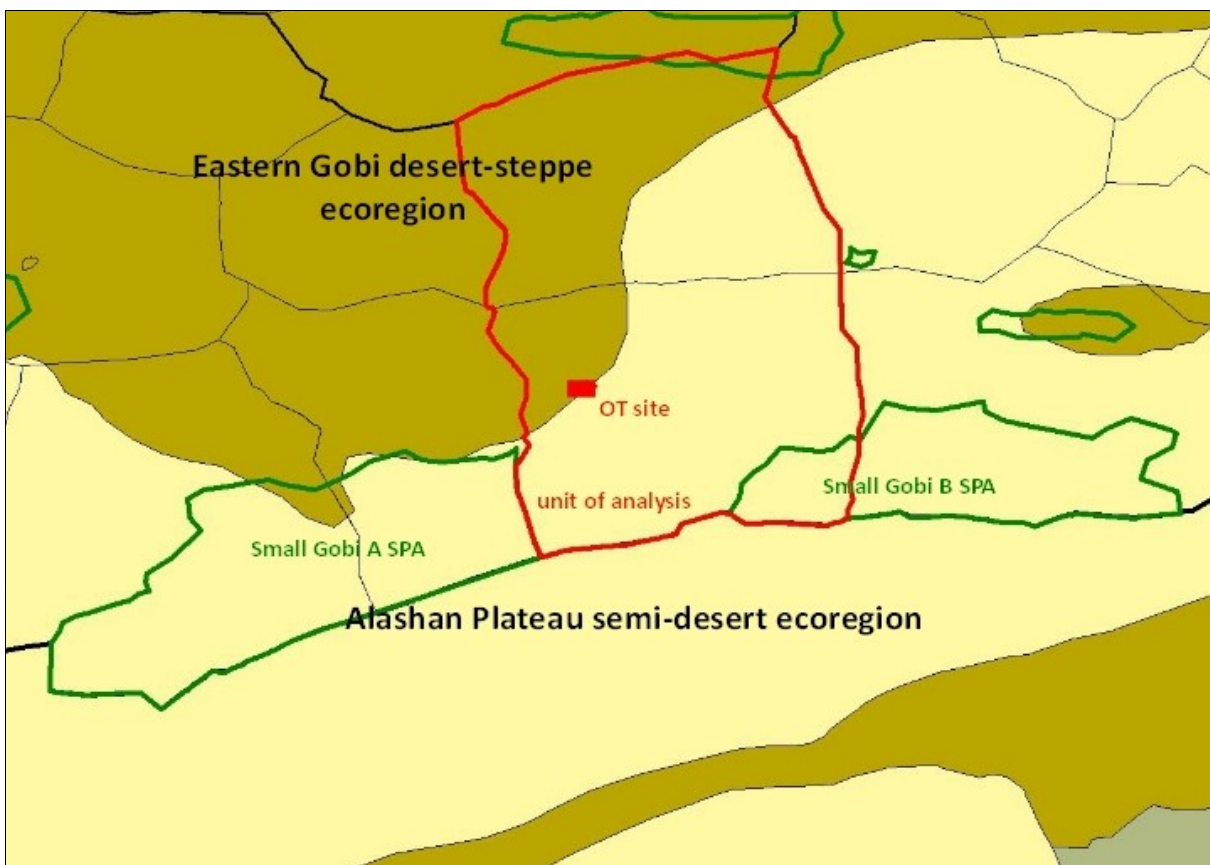 Eastern Gobi desert-steppe
ecoregion
OT site
unit of analysis
Small Gobi B SPA
Small Gobi A SPA
Alashan Plateau semi-desert ecoregion